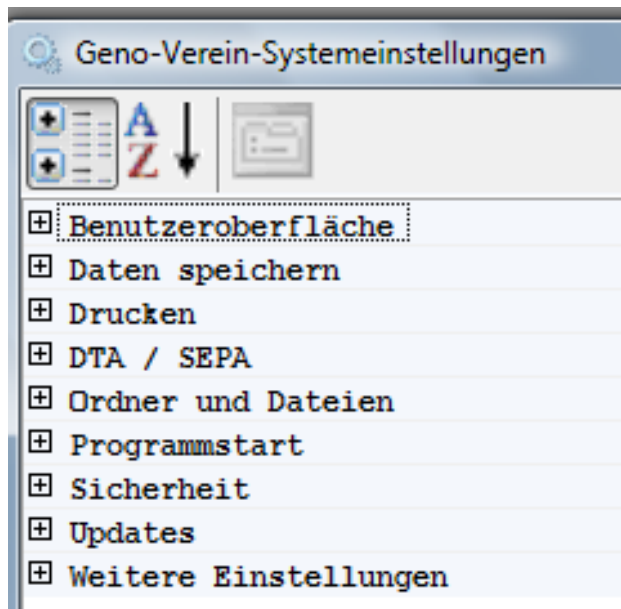 Geno-Verein-Systemeinstellungen
A
Z
Benutzeroberfläche
Daten speichern
Drucken
DTA / SEPA
Ordner und Dateien
Programmstart
Sicherheit
Updates
Weitere Einstellungen